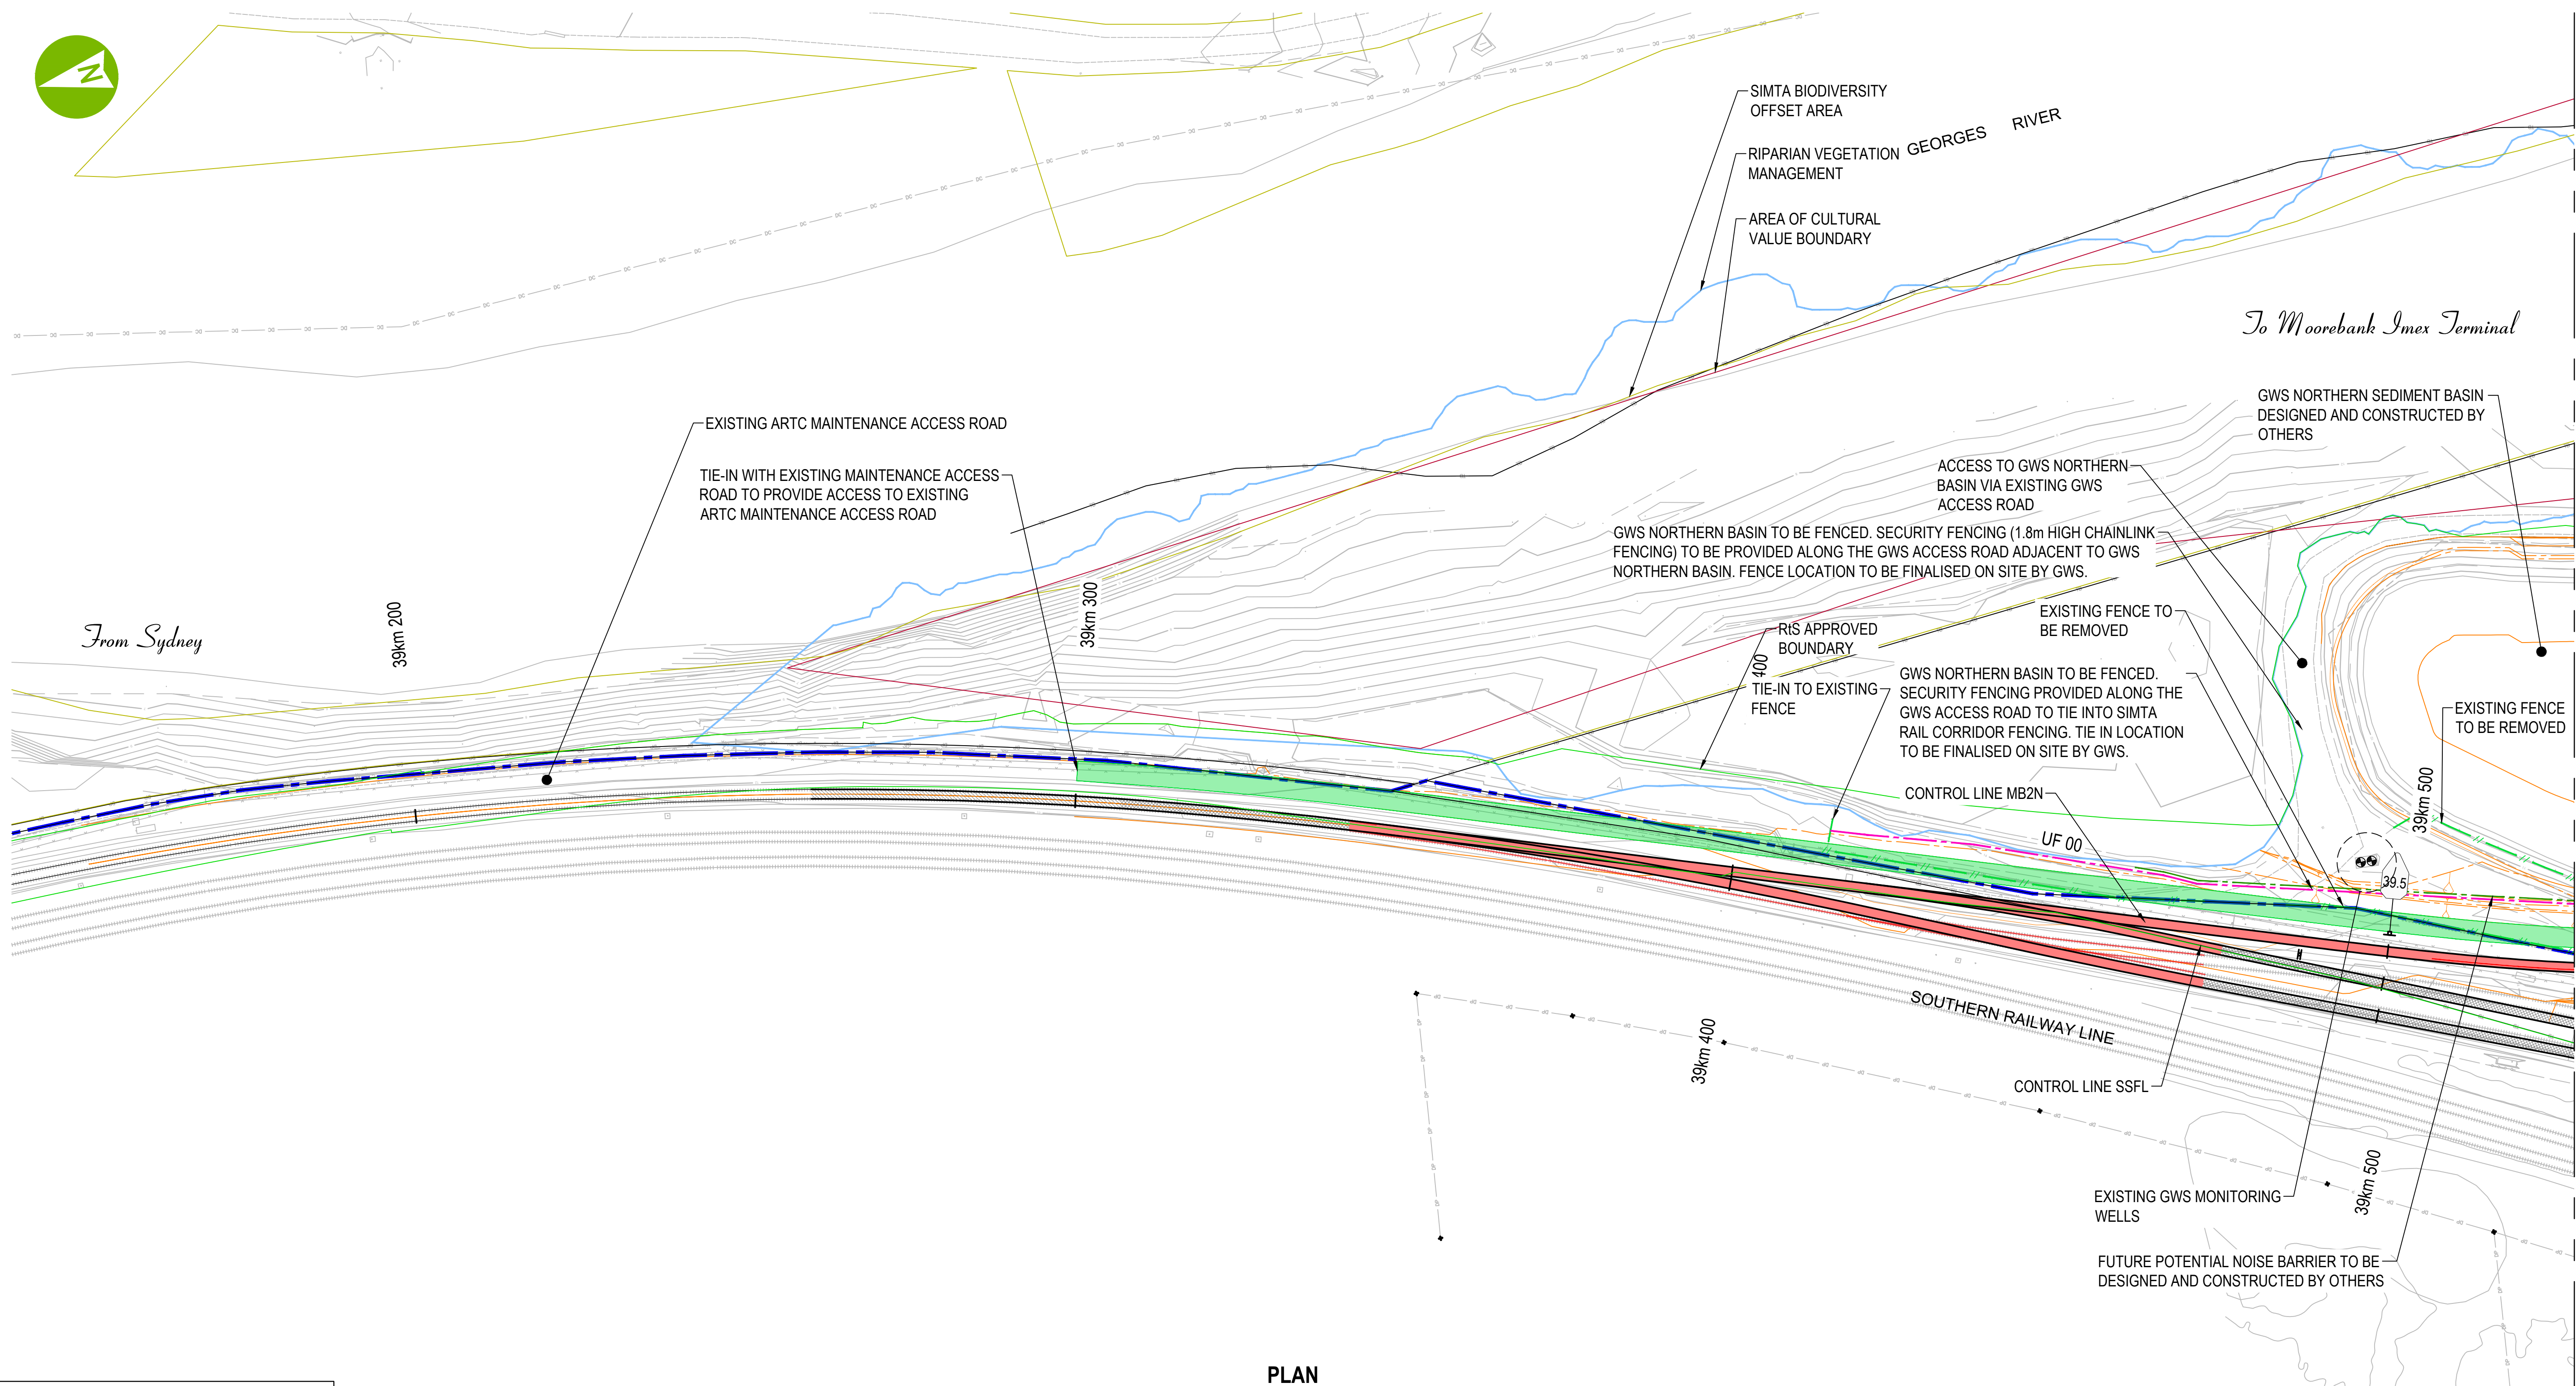 N
SIMTA BIODIVERSITY
OFFSET AREA
RIPARIAN VEGETATION
MANAGEMENT
GEORGES RIVER
AREA OF CULTURAL
VALUE BOUNDARY
To Moorebank Imex Terminal
GWS NORTHERN SEDIMENT BASIN
DESIGNED AND CONSTRUCTED BY
OTHERS
EXISTING ARTC MAINTENANCE ACCESS ROAD
TIE-IN WITH EXISTING MAINTENANCE ACCESS
ROAD TO PROVIDE ACCESS TO EXISTING
ARTC MAINTENANCE ACCESS ROAD
ACCESS TO GWS NORTHERN
BASIN VIA EXISTING GWS
ACCESS ROAD
GWS NORTHERN BASIN TO BE FENCED. SECURITY FENCING (1.8m HIGH CHAINLINK
FENCING) TO BE PROVIDED ALONG THE GWS ACCESS ROAD ADJACENT TO GWS
NORTHERN BASIN. FENCE LOCATION TO BE FINALISED ON SITE BY GWS.
From Sydney
39km 200
39km 300
EXISTING FENCE TO
BE REMOVED
RtS APPROVED
BOUNDARY
400
TIE-IN TO EXISTING
FENCE
GWS NORTHERN BASIN TO BE FENCED.
SECURITY FENCING PROVIDED ALONG THE
GWS ACCESS ROAD TO TIE INTO SIMTA
RAIL CORRIDOR FENCING. TIE IN LOCATION
TO BE FINALISED ON SITE BY GWS.
EXISTING FENCE
TO BE REMOVED
CONTROL LINE MB2N
39km 500
UF 00
39.5
SOUTHERN RAILWAY LINE
39km 400
CONTROL LINE SSFL
39km 500
EXISTING GWS MONITORING
WELLS
FUTURE POTENTIAL NOISE BARRIER TO BE
DESIGNED AND CONSTRUCTED BY OTHERS
PLAN